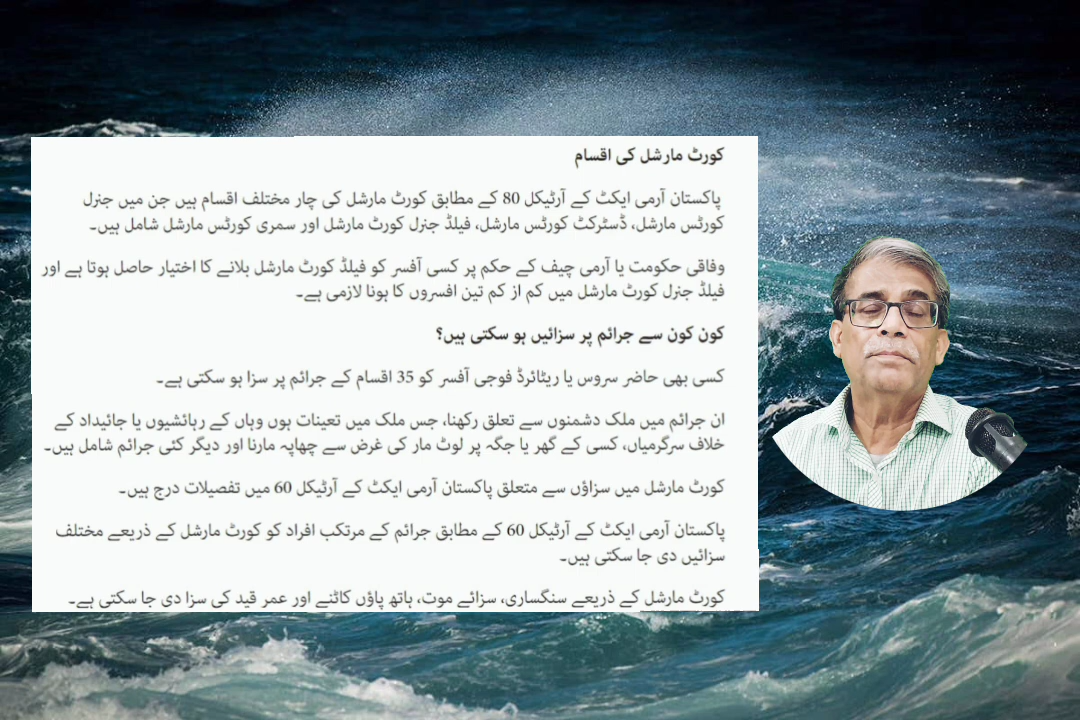 کورٹ مارشل کی اقسام
پاکستان آرمی ایکٹ کے آرٹیکل 80 کے مطابق کورٹ مارشل کی چار مختلف اقسام ہیں جن میں جنرل
کورٹس مارشل، ڈسٹرکٹ کورٹس مارشل، فیلڈ جنرل کورٹ مارشل اور سمری کورٹس مارشل شامل ہیں۔
وفاقی حکومت یا آرمی چیف کے حکم پر کسی آفسر کو فیلڈ کورٹ مارشل بلانے کا اختیار حاصل ہوتا ہے اور
فیلڈ جنرل کورٹ مارشل میں کم از کم تین افسروں کا ہونا لازمی ہے۔
کون کون سے جرائم پر سزائیں ہو سکتی ہیں؟
کسی بھی حاضر سروس یا ریٹائرڈ فوجی آفسر کو 35 اقسام کے جرائم پر سزا ہو سکتی ہے۔
ان جرائم میں ملک دشمنوں سے تعلق رکھنا، جس ملک میں تعینات ہوں وہاں کے رہائشیوں یا جائیداد کے
خلاف سرگرمیاں، کسی کے گھر یا جگہ پر لوٹ مار کی غرض سے چھاپہ مارنا اور دیگر کئی جرائم شامل ہیں۔
کورٹ مارشل میں سزاؤں سے متعلق پاکستان آرمی ایکٹ کے آرٹیکل 60 میں تفصیلات درج ہیں۔
پاکستان آرمی ایکٹ کے آرٹیکل 60 کے مطابق جرائم کے مرتکب افراد کو کورٹ مارشل کے ذریعے مختلف
سزائیں دی جا سکتی ہیں۔
کورٹ مارشل کے ذریعے سنگساری، سزائے موت، ہاتھ پاؤں کاٹنے اور عمر قید کی سزا دی جا سکتی ہے۔